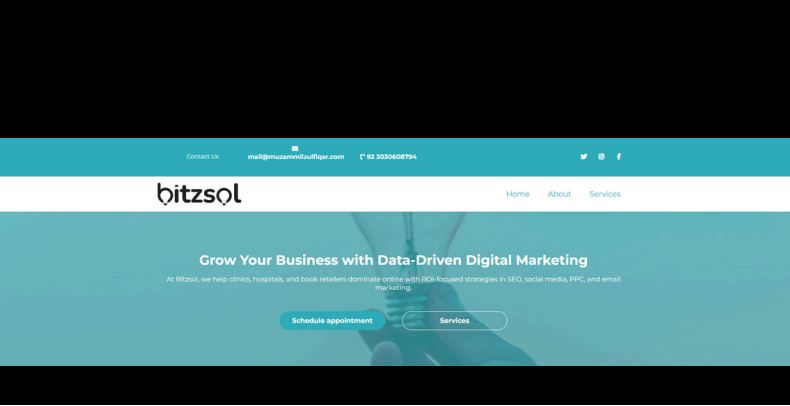 Contact Us
mail@muzammilzulfiqar.com
92 3030608794
bitzsol
Home About Services
Grow Your Business with Data-Driven Digital Marketing
At Bitzsol, we help clinics, hospitals, and book retailers dominate online with ROI-focused strategies in SEO, social media, PPC, and email
marketing.
Schedule appointment
Services